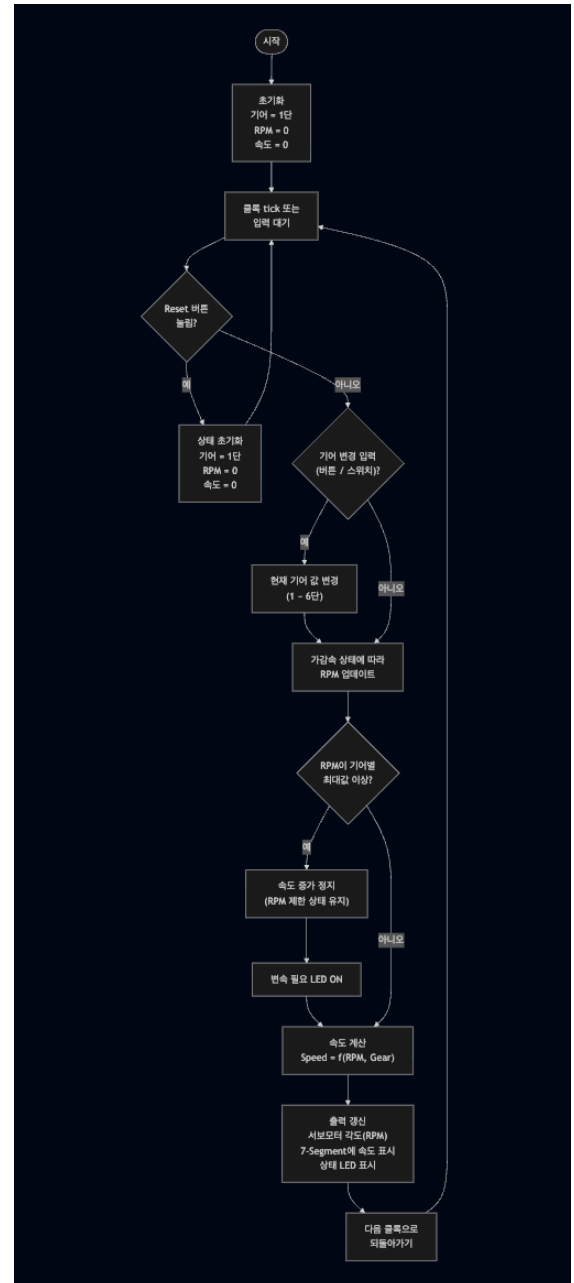 시작
초기화
기어 = 1단
RPM = 0
속도 = 0
클록 tick 또는
입력 대기
Reset 버튼
눌림?
예
아니오
상태 초기화
기어 = 1단
RPM = 0
속도 = 0
기어 변경 입력
(버튼 / 스위치)?
예
현재 기어 값 변경
(1 – 6단)
아니오
가감속 상태에 따라
RPM 업데이트
RPM이 기어별
최대값 이상?
예
속도 증가 정지
(RPM 제한 상태 유지)
아니오
변속 필요 LED ON
속도 계산
Speed = f(RPM, Gear)
출력 갱신
서보모터 각도(RPM)
7-Segment에 속도 표시
상태 LED 표시
다음 클록으로
되돌아가기